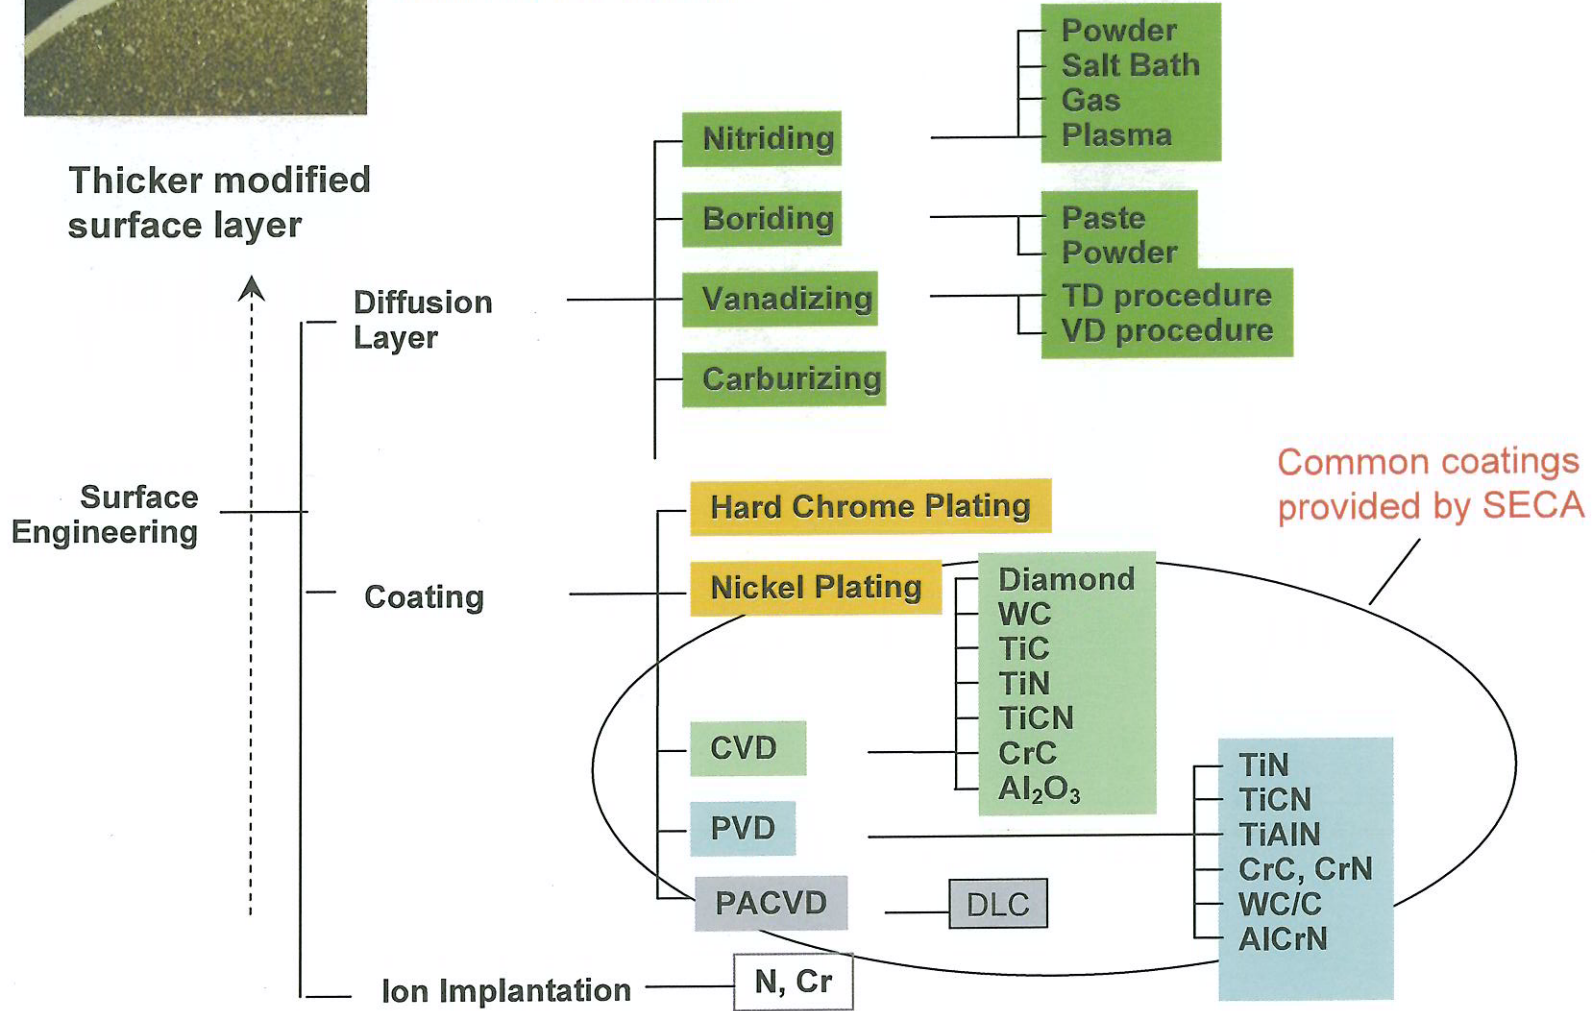 Thicker modified
surface layer
Surface
Engineering
Diffusion
Layer
Nitriding
Powder
Salt Bath
Gas
Plasma
Boriding
Paste
Powder
Vanadizing
TD procedure
VD procedure
Carburizing
Coating
Hard Chrome Plating
Nickel Plating
Common coatings
provided by SECA
CVD
Diamond
WC
TiC
TiN
TiCN
CrC
Al₂O₃
PVD
TiN
TiCN
TiAlN
CrC, CrN
WC/C
AlCrN
PACVD
DLC
Ion Implantation
N, Cr